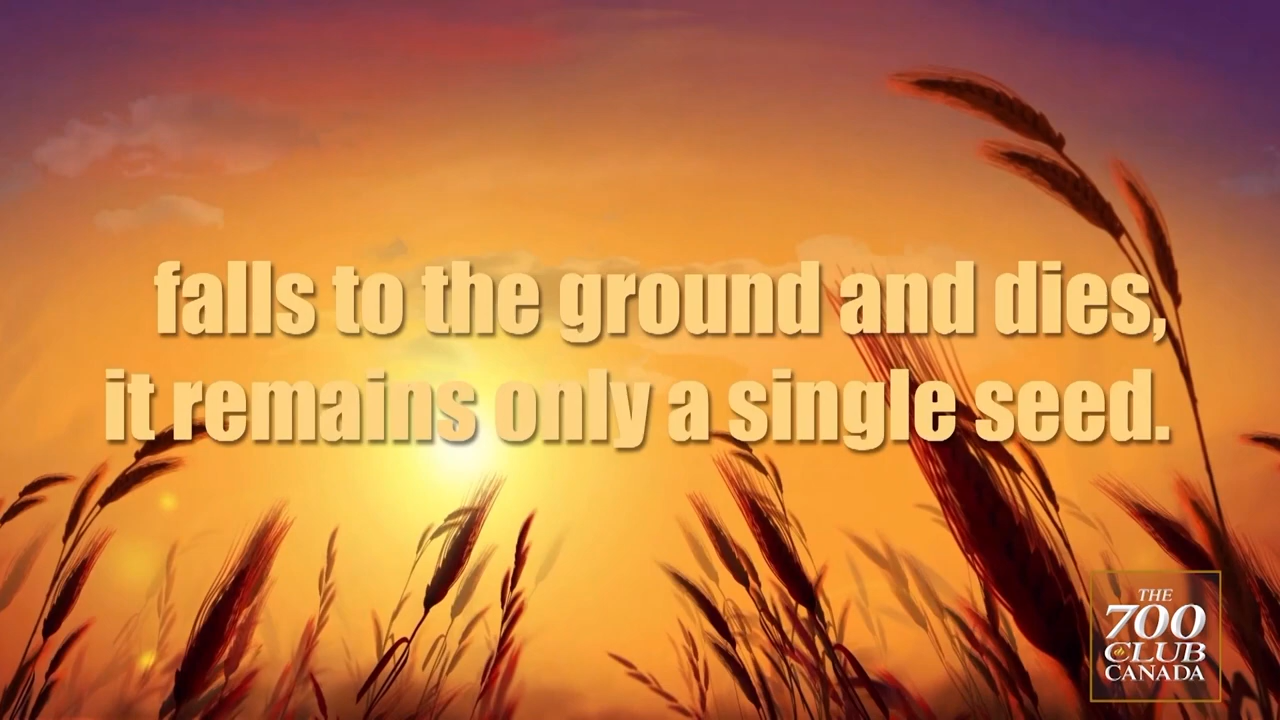 falls to the ground and dies,
it remains only a single seed.
THE
700
CLUB
CANADA